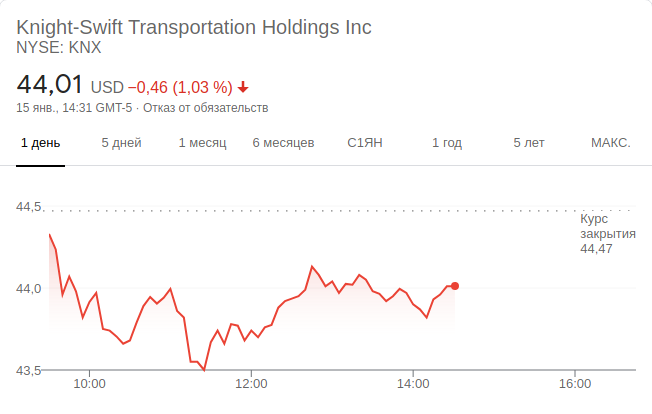 Knight-Swift Transportation Holdings Inc
NYSE: KNX
44,01 USD −0,46 (1,03 %)
15 янв., 14:31 GMT-5 · Отказ от обязательств
1 день 5 дней 1 месяц 6 месяцев С1ЯН 1 год 5 лет МАКС.
44,5
Курс
закрытия
44,47
44,0
43,5
10:00 12:00 14:00 16:00